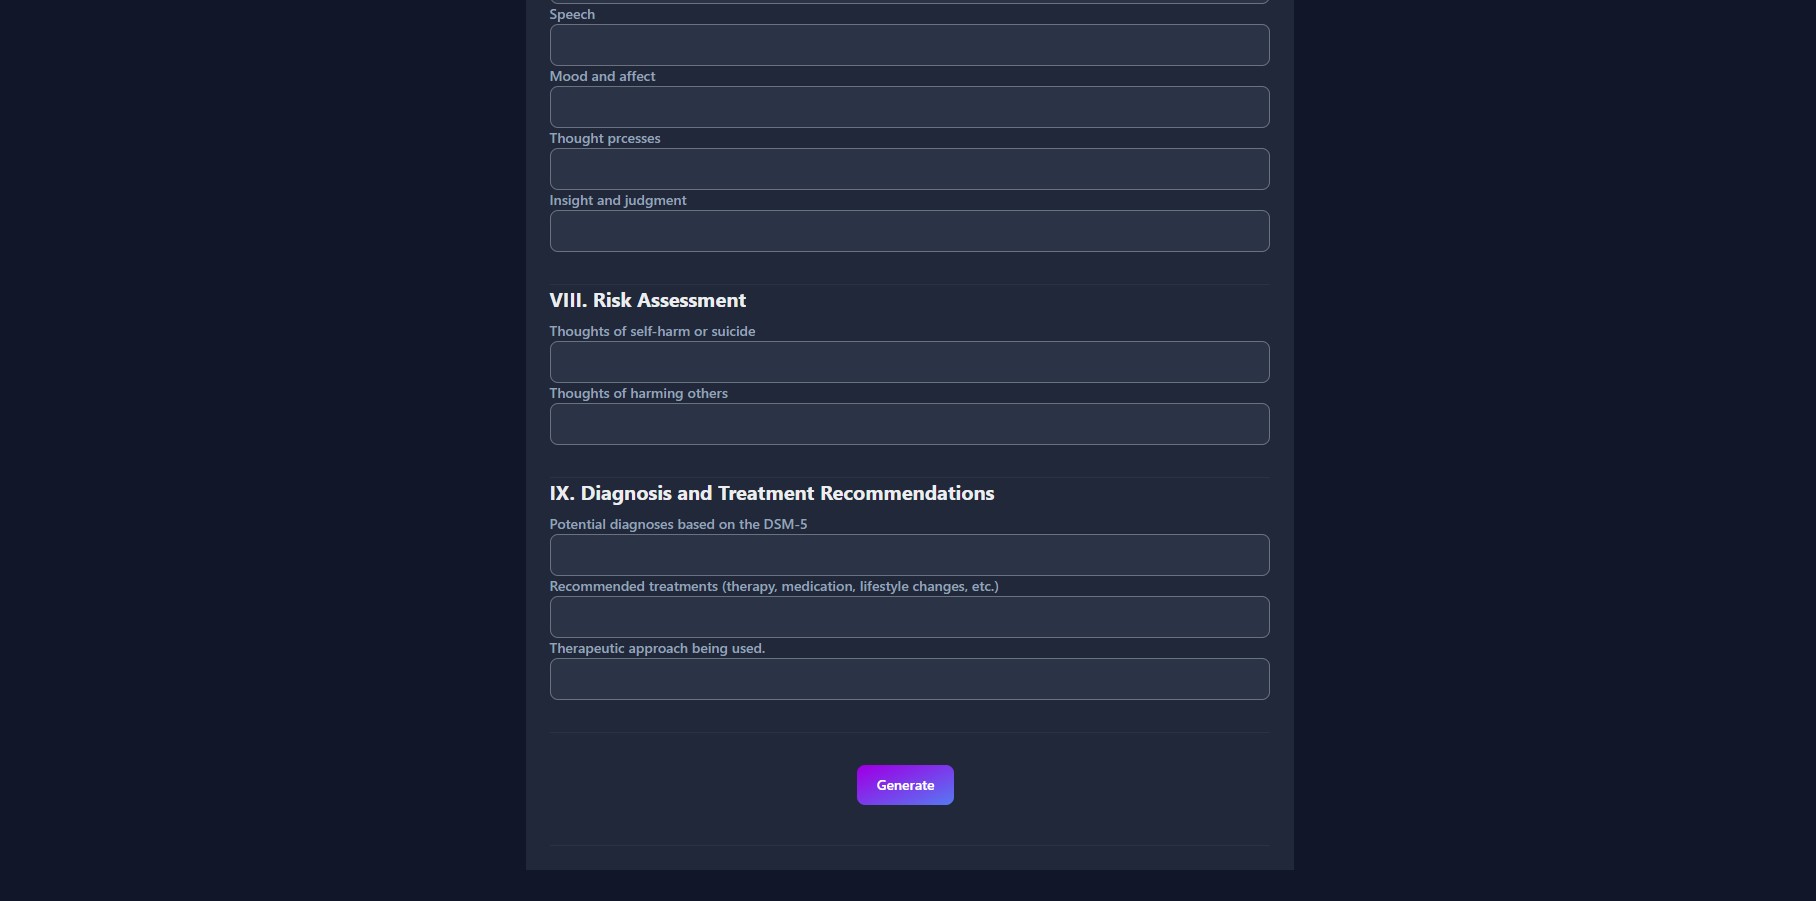 Speech
Mood and affect
Thought prcesses
Insight and judgment
VIII. Risk Assessment
Thoughts of self-harm or suicide
Thoughts of harming others
IX. Diagnosis and Treatment Recommendations
Potential diagnoses based on the DSM-5
Recommended treatments (therapy, medication, lifestyle changes, etc.)
Therapeutic approach being used.
Generate